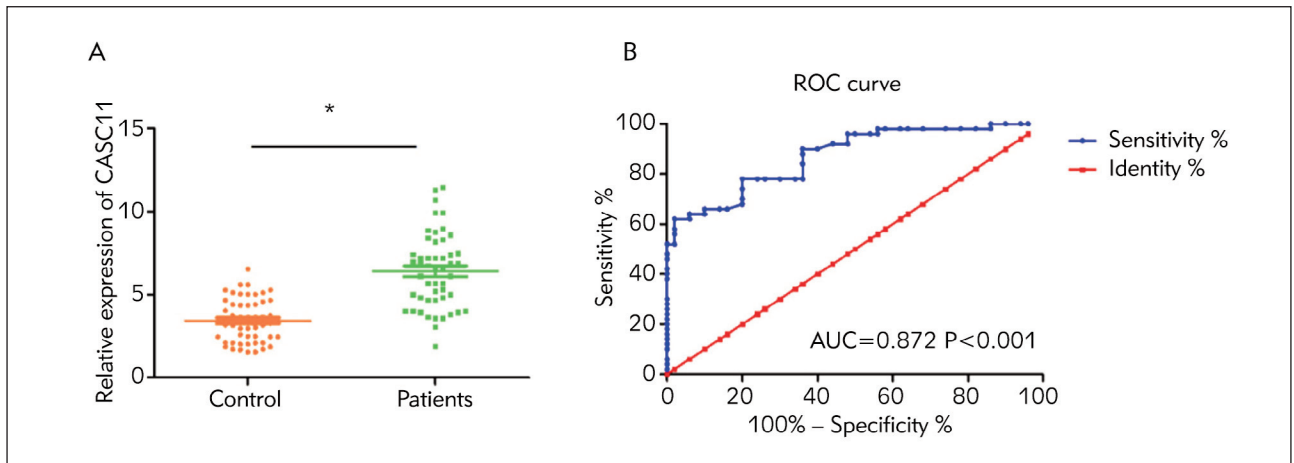 A
*
Relative expression of CASC11
15
10
5
0
Control
Patients
B
ROC curve
Sensitivity %
100
80
60
40
20
0
0
20
40
60
80
100
100% – Specificity %
AUC=0.872 P<0.001
Sensitivity %
Identity %